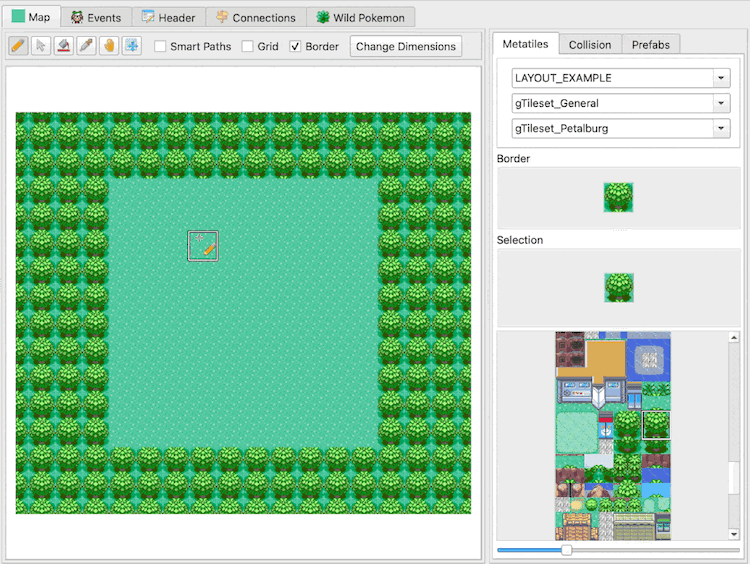 Map
Events
Header
Connections
Wild Pokemon
Smart Paths
Grid
Border
Change Dimensions
Metatiles
Collision
Prefabs
LAYOUT_EXAMPLE
gTileset_General
gTileset_Petalburg
Border
Selection